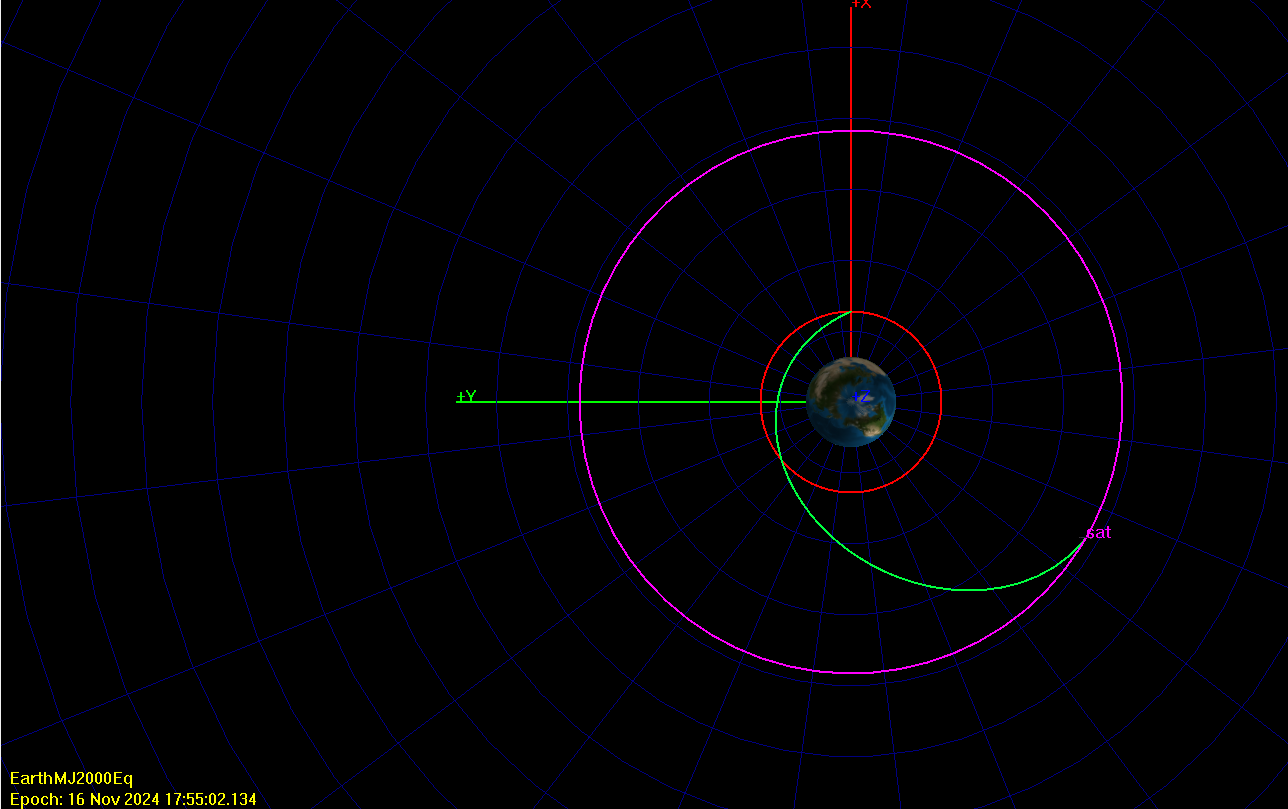 +X
+Y
+Z
sat
EarthMJ2000Eq
Epoch: 16 Nov 2024 17:55:02.134